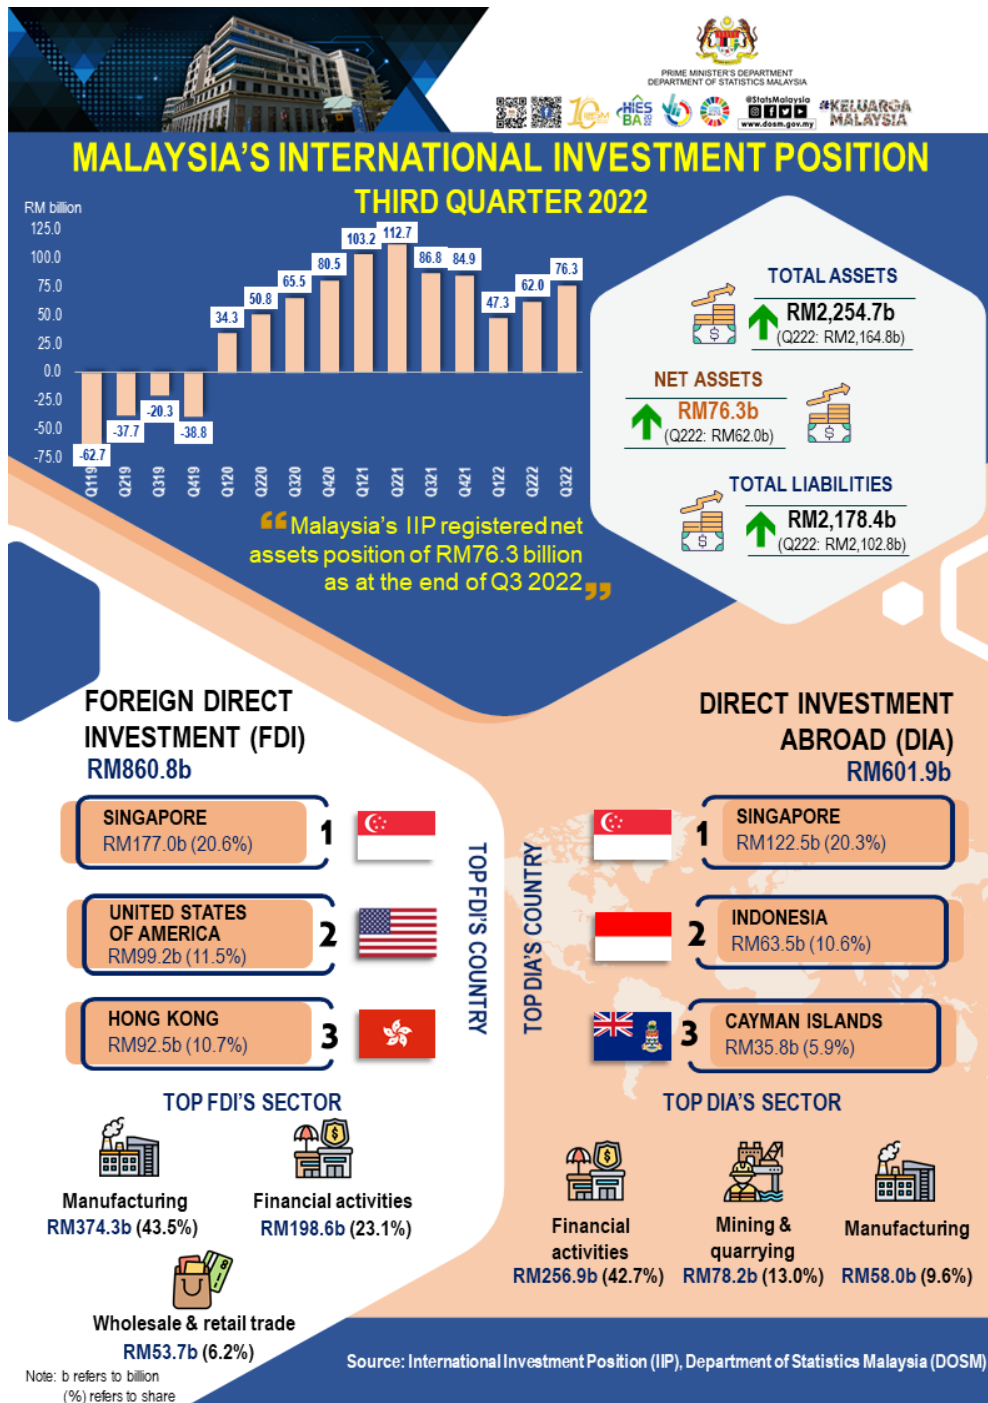 PRIME MINISTER'S DEPARTMENT
DEPARTMENT OF STATISTICS MALAYSIA
@StatsMalaysia
www.dosm.gov.my
#KELUARGA
MALAYSIA
HIES
BA
MALAYSIA'S INTERNATIONAL INVESTMENT POSITION
THIRD QUARTER 2022
RM billion
125.0
100.0
75.0
50.0
25.0
0.0
-25.0
-50.0
-75.0
-62.7
-37.7
-20.3
-38.8
34.3
50.8
65.5
80.5
103.2
112.7
86.8
84.9
47.3
62.0
76.3
Q119
Q219
Q319
Q419
Q120
Q220
Q320
Q420
Q121
Q221
Q321
Q421
Q122
Q222
Q322
TOTAL ASSETS
RM2,254.7b
(Q222: RM2,164.8b)
NET ASSETS
RM76.3b
(Q222: RM62.0b)
TOTAL LIABILITIES
RM2,178.4b
(Q222: RM2,102.8b)
“Malaysia's IIP registered net
assets position of RM76.3 billion
as at the end of Q3 2022”
FOREIGN DIRECT
INVESTMENT (FDI)
RM860.8b
SINGAPORE
RM177.0b (20.6%)
1
UNITED STATES
OF AMERICA
RM99.2b (11.5%)
2
HONG KONG
RM92.5b (10.7%)
3
TOP FDI'S COUNTRY
TOP FDI'S SECTOR
Manufacturing
RM374.3b (43.5%)
Financial activities
RM198.6b (23.1%)
Wholesale & retail trade
RM53.7b (6.2%)
DIRECT INVESTMENT
ABROAD (DIA)
RM601.9b
TOP DIA'S COUNTRY
1
SINGAPORE
RM122.5b (20.3%)
2
INDONESIA
RM63.5b (10.6%)
3
CAYMAN ISLANDS
RM35.8b (5.9%)
TOP DIA'S SECTOR
Financial
activities
RM256.9b (42.7%)
Mining &
quarrying
RM78.2b (13.0%)
Manufacturing
RM58.0b (9.6%)
Note: b refers to billion
(%) refers to share
Source: International Investment Position (IIP), Department of Statistics Malaysia (DOSM)